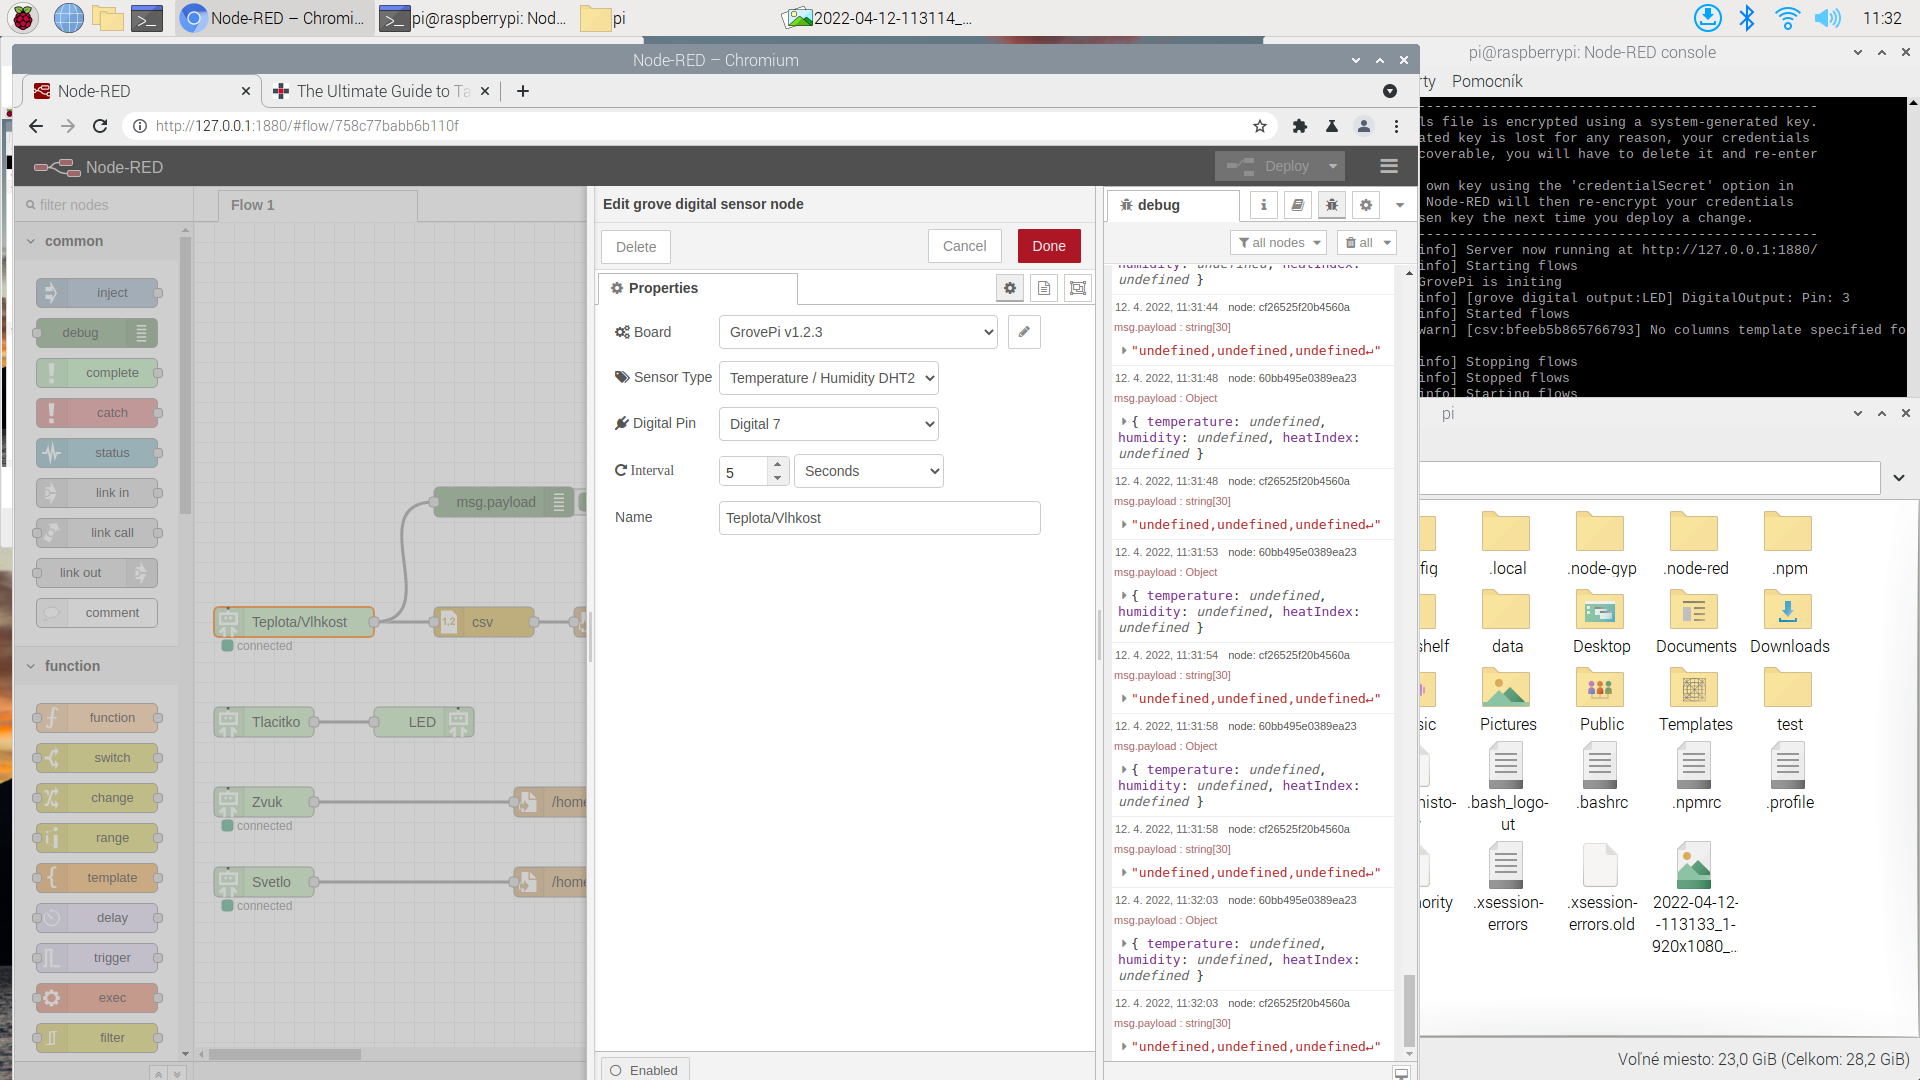 Node-RED – Chromi...
pi@raspberrypi: Nod...
pi
2022-04-12-113114_...
11:32
Node-RED – Chromium
pi@raspberrypi: Node-RED console
Node-RED
The Ultimate Guide to Ta
rty Pomocník
http://127.0.0.1:1880/#flow/758c77babb6b110f
Node-RED
Deploy
filter nodes
Flow 1
common
inject
debug
complete
catch
status
link in
link call
link out
comment
function
function
switch
change
range
template
delay
trigger
exec
filter
msg.payload
Teplota/Vlhkost
csv
connected
Tlacitko
LED
Zvuk
/home
connected
Svetlo
/home
connected
Edit grove digital sensor node
Delete
Cancel
Done
Properties
Board
GrovePi v1.2.3
Sensor Type
Temperature / Humidity DHT2
Digital Pin
Digital 7
Interval
5
Seconds
Name
Teplota/Vlhkost
Enabled
debug
all nodes
all
humidity: undefined, heatIndex:
undefined }
12. 4. 2022, 11:31:44 node: cf26525f20b4560a
msg.payload : string[30]
"undefined,undefined,undefined↵"
12. 4. 2022, 11:31:48 node: 60bb495e0389ea23
msg.payload : Object
{ temperature: undefined,
humidity: undefined, heatIndex:
undefined }
12. 4. 2022, 11:31:48 node: cf26525f20b4560a
msg.payload : string[30]
"undefined,undefined,undefined↵"
12. 4. 2022, 11:31:53 node: 60bb495e0389ea23
msg.payload : Object
{ temperature: undefined,
humidity: undefined, heatIndex:
undefined }
12. 4. 2022, 11:31:54 node: cf26525f20b4560a
msg.payload : string[30]
"undefined,undefined,undefined↵"
12. 4. 2022, 11:31:58 node: 60bb495e0389ea23
msg.payload : Object
{ temperature: undefined,
humidity: undefined, heatIndex:
undefined }
12. 4. 2022, 11:31:58 node: cf26525f20b4560a
msg.payload : string[30]
"undefined,undefined,undefined↵"
12. 4. 2022, 11:32:03 node: 60bb495e0389ea23
msg.payload : Object
{ temperature: undefined,
humidity: undefined, heatIndex:
undefined }
12. 4. 2022, 11:32:03 node: cf26525f20b4560a
msg.payload : string[30]
"undefined,undefined,undefined↵"
--------------------------------------------------
ls file is encrypted using a system-generated key.
ated key is lost for any reason, your credentials
coverable, you will have to delete it and re-enter
own key using the 'credentialSecret' option in
Node-RED will then re-encrypt your credentials
sen key the next time you deploy a change.
--------------------------------------------------
info] Server now running at http://127.0.0.1:1880/
info] Starting flows
GrovePi is initing
info] [grove digital output:LED] DigitalOutput: Pin: 3
info] Started flows
warn] [csv:bfeeb5b865766793] No columns template specified fo
info] Stopping flows
info] Stopped flows
info] Starting flows
pi
fig
.local
.node-gyp
.node-red
.npm
shelf
data
Desktop
Documents
Downloads
sic
Pictures
Public
Templates
test
histo-
y
.bash_logo-
ut
.bashrc
.npmrc
.profile
hority
.xsession-
errors
.xsession-
errors.old
2022-04-12-
-113133_1-
920x1080_...
Voľné miesto: 23,0 GiB (Celkom: 28,2 GiB)